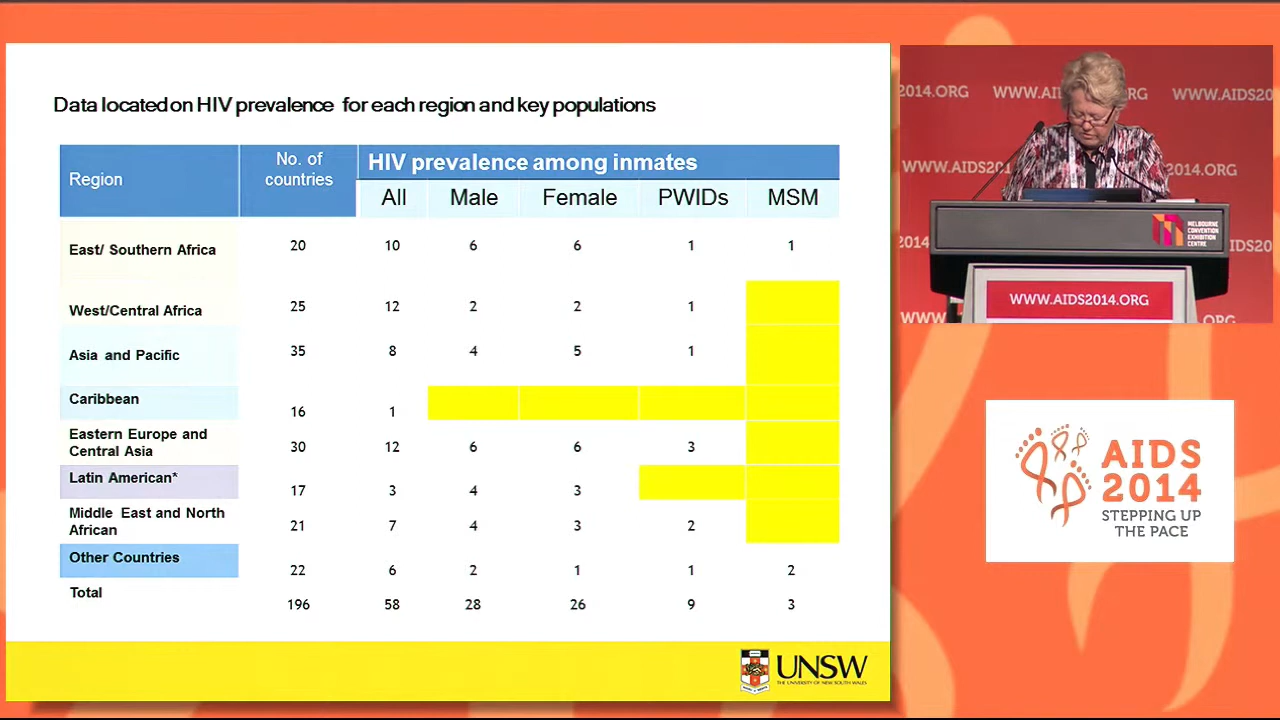 Data located on HIV prevalence for each region and key populations
Region No. of countries HIV prevalence among inmates
All Male Female PWIDs MSM
East/ Southern Africa 20 10 6 6 1 1
West/Central Africa 25 12 2 2 1
Asia and Pacific 35 8 4 5 1
Caribbean 16 1
Eastern Europe and Central Asia 30 12 6 6 3
Latin American* 17 3 4 3
Middle East and North African 21 7 4 3 2
Other Countries 22 6 2 1 1 2
Total 196 58 28 26 9 3
UNSW
THE UNIVERSITY OF NEW SOUTH WALES
.ORG WWW.AI RG WWW.AIDS20
WWW.AIDS 4.ORG
2014 IDS20
MELBOURNE
CONVENTION
EXHIBITION
CENTRE
WWW.AIDS2014.ORG
WWW ORG
AIDS
2014
STEPPING UP
THE PACE